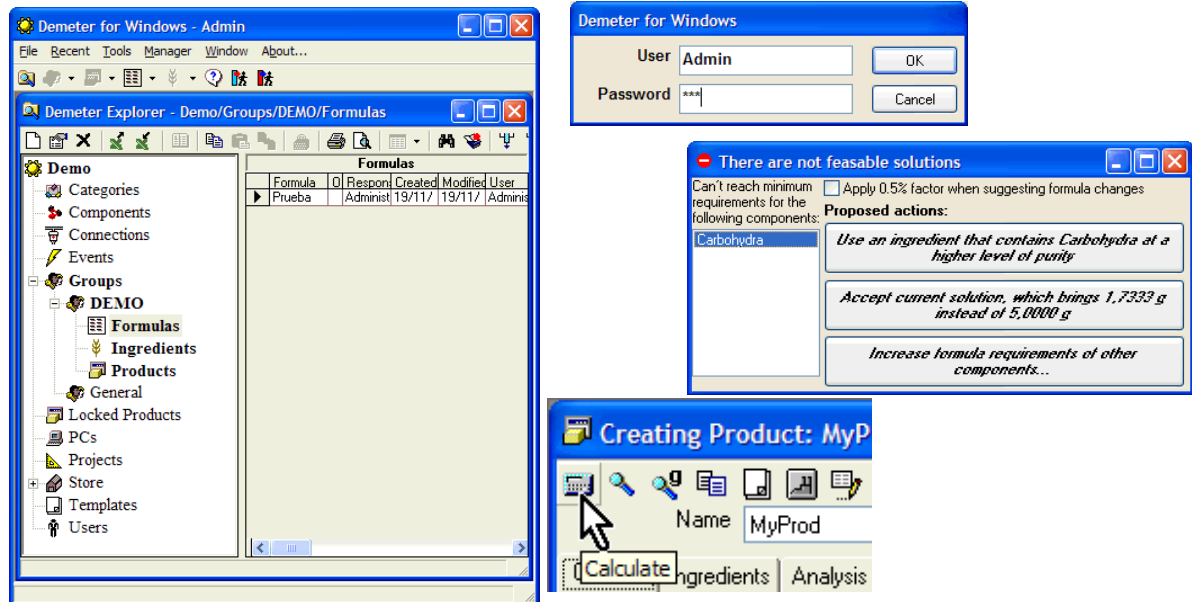 Demeter for Windows - Admin
File Recent Tools Manager Window About...
Demeter Explorer - Demo/Groups/DEMO/Formulas
Demo
Categories
Components
Connections
Events
Groups
DEMO
Formulas
Ingredients
Products
General
Locked Products
PCs
Projects
Store
Templates
Users
Formulas
Formula O Respon: Created Modified User
Prueba Administ 19/11/ 19/11/ Adminis
Demeter for Windows
User Admin
OK
Password ***
Cancel
There are not feasable solutions
Can't reach minimum
requirements for the
following components:
Carbohydra
Apply 0.5% factor when suggesting formula changes
Proposed actions:
Use an ingredient that contains Carbohydra at a
higher level of purity
Accept current solution, which brings 1,7333 g
instead of 5,0000 g
Increase formula requirements of other
components...
Creating Product: MyP
Name MyProd
Calculate
ngredients Analysis